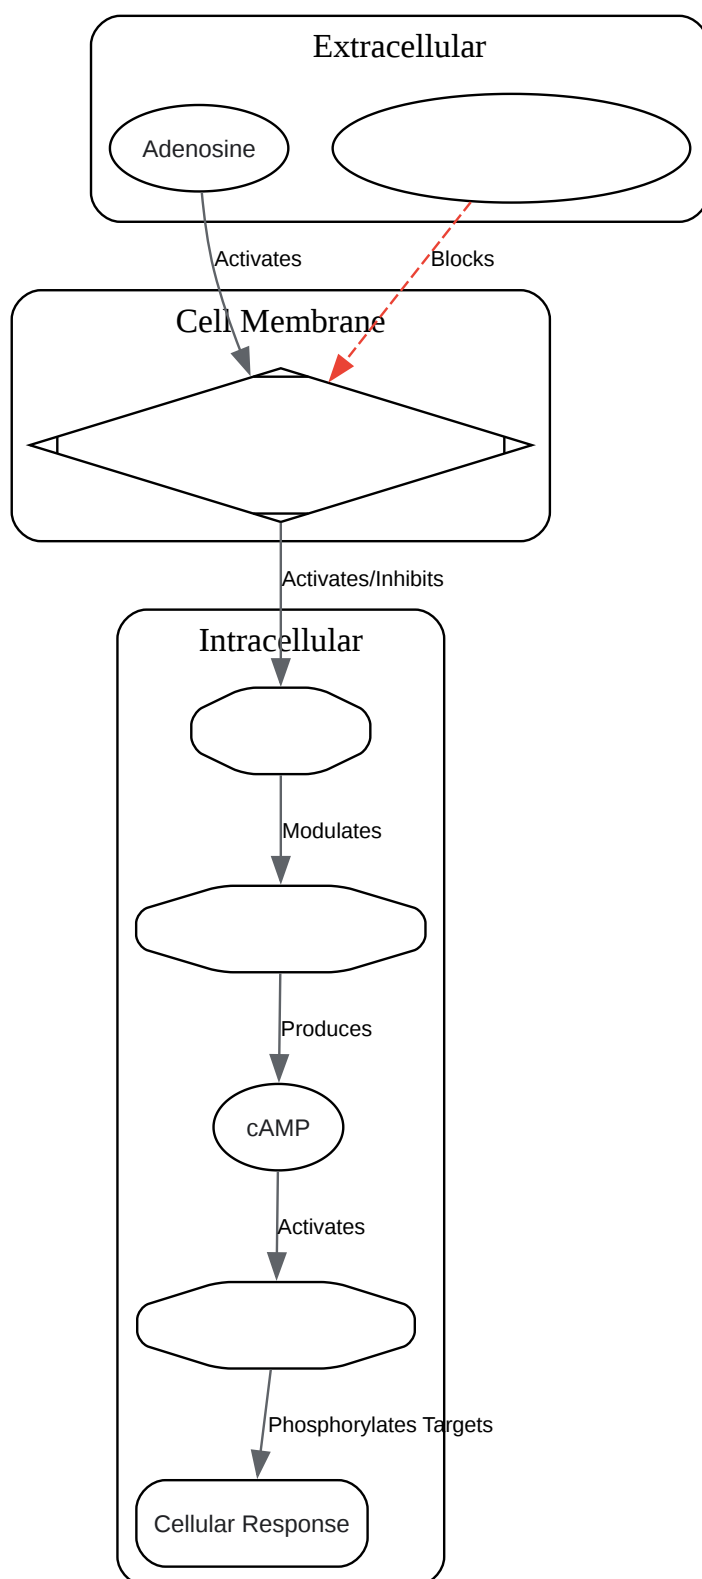 Extracellular
Adenosine
Activates
Blocks
Cell Membrane
Activates/Inhibits
Intracellular
Modulates
Produces
cAMP
Activates
Phosphorylates Targets
Cellular Response